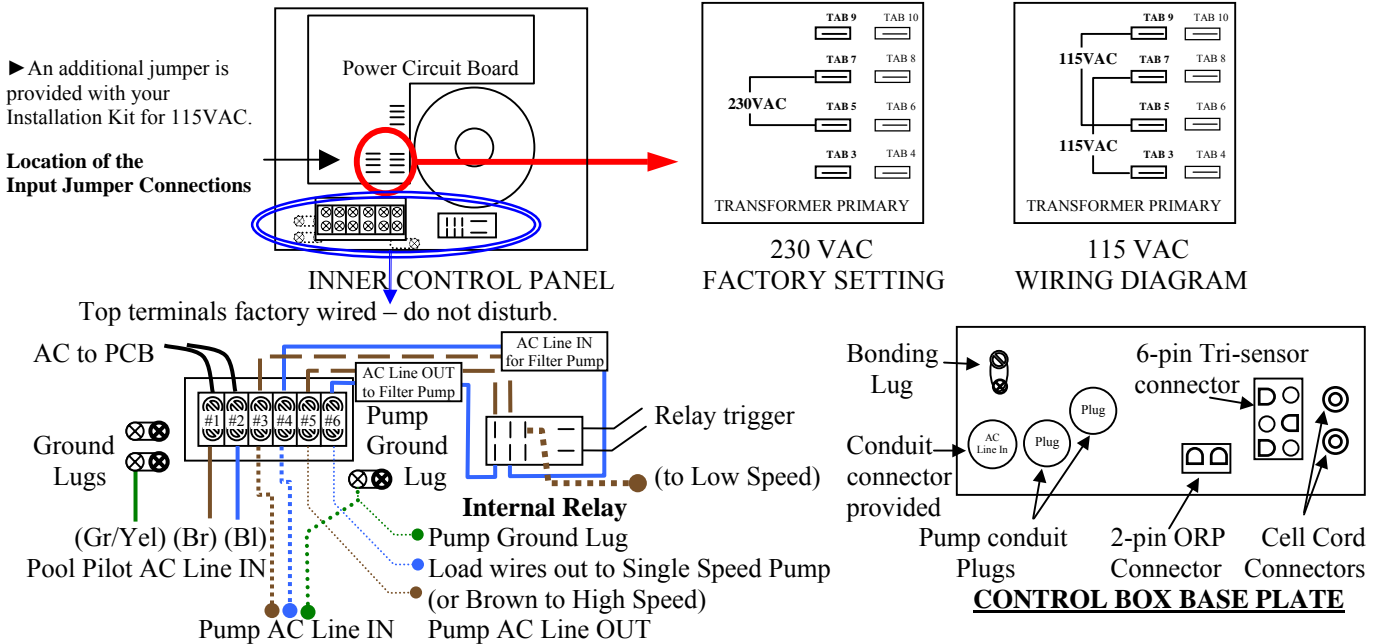 ►An additional jumper is
provided with your
Installation Kit for 115VAC.
Location of the
Input Jumper Connections
Power Circuit Board
INNER CONTROL PANEL
TAB 9 TAB 10
TAB 7 TAB 8
230VAC
TAB 5 TAB 6
TAB 3 TAB 4
TRANSFORMER PRIMARY
230 VAC
FACTORY SETTING
TAB 9 TAB 10
115VAC
TAB 7 TAB 8
TAB 5 TAB 6
115VAC
TAB 3 TAB 4
TRANSFORMER PRIMARY
115 VAC
WIRING DIAGRAM
Top terminals factory wired – do not disturb.
AC to PCB
AC Line IN
for Filter Pump
AC Line OUT
to Filter Pump
#1 #2 #3 #4 #5 #6
Ground
Lugs
Pump
Ground
Lug
Relay trigger
(to Low Speed)
Internal Relay
(Gr/Yel) (Br) (Bl)
Pool Pilot AC Line IN
Pump AC Line IN
Pump Ground Lug
Load wires out to Single Speed Pump
(or Brown to High Speed)
Pump AC Line OUT
Bonding
Lug
6-pin Tri-sensor
connector
Conduit
connector
provided
AC
Line In
Plug
Plug
Pump conduit
Plugs
2-pin ORP
Connector
Cell Cord
Connectors
CONTROL BOX BASE PLATE